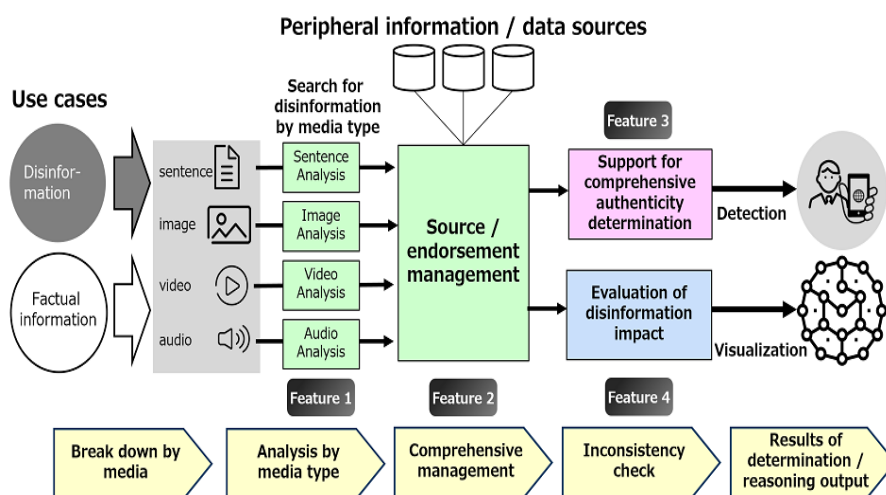 Peripheral information / data sources
Use cases
Search for
disinformation
by media type
Feature 3
Disinfor-
mation
sentence
Sentence
Analysis
Support for
comprehensive
authenticity
determination
Detection
image
Image
Analysis
Source /
endorsement
management
Factual
information
video
Video
Analysis
Evaluation of
disinformation
impact
Visualization
audio
Audio
Analysis
Feature 1
Feature 2
Feature 4
Break down by
media
Analysis by
media type
Comprehensive
management
Inconsistency
check
Results of
determination /
reasoning output